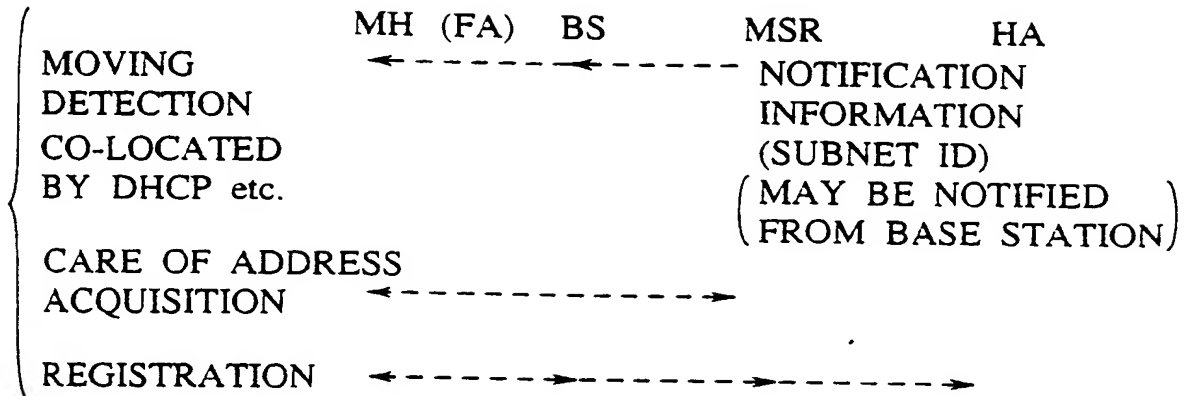 MH (FA) BS MSR HA
MOVING NOTIFICATION
DETECTION INFORMATION
CO-LOCATED (SUBNET ID)
BY DHCP etc. (MAY BE NOTIFIED
FROM BASE STATION)
CARE OF ADDRESS
ACQUISITION
REGISTRATION